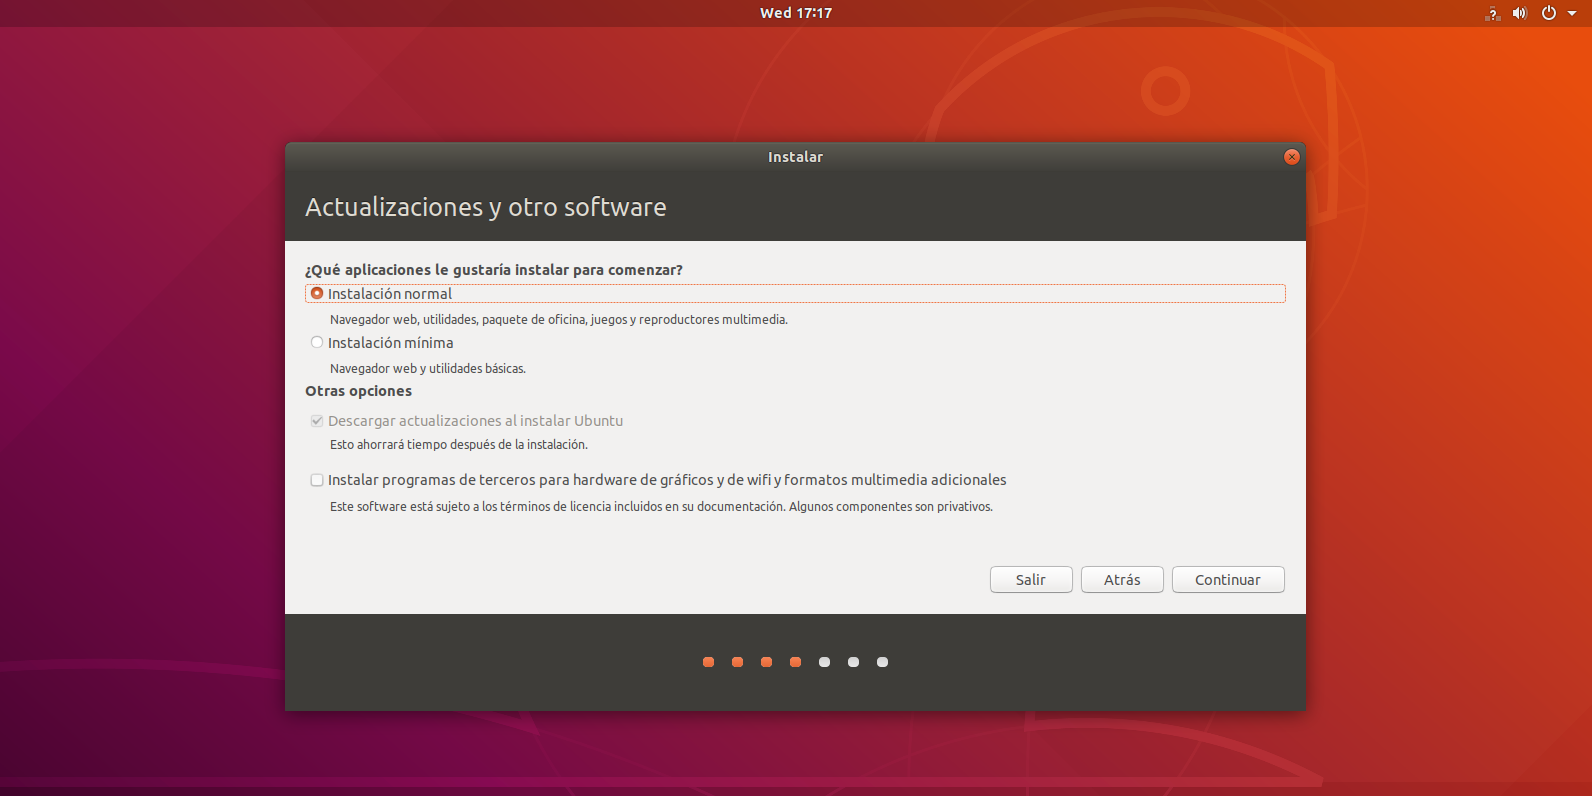 Wed 17:17
Instalar
Actualizaciones y otro software
¿Qué aplicaciones le gustaría instalar para comenzar?
Instalación normal
Navegador web, utilidades, paquete de oficina, juegos y reproductores multimedia.
Instalación mínima
Navegador web y utilidades básicas.
Otras opciones
Descargar actualizaciones al instalar Ubuntu
Esto ahorrará tiempo después de la instalación.
Instalar programas de terceros para hardware de gráficos y de wifi y formatos multimedia adicionales
Este software está sujeto a los términos de licencia incluidos en su documentación. Algunos componentes son privativos.
Salir Atrás Continuar